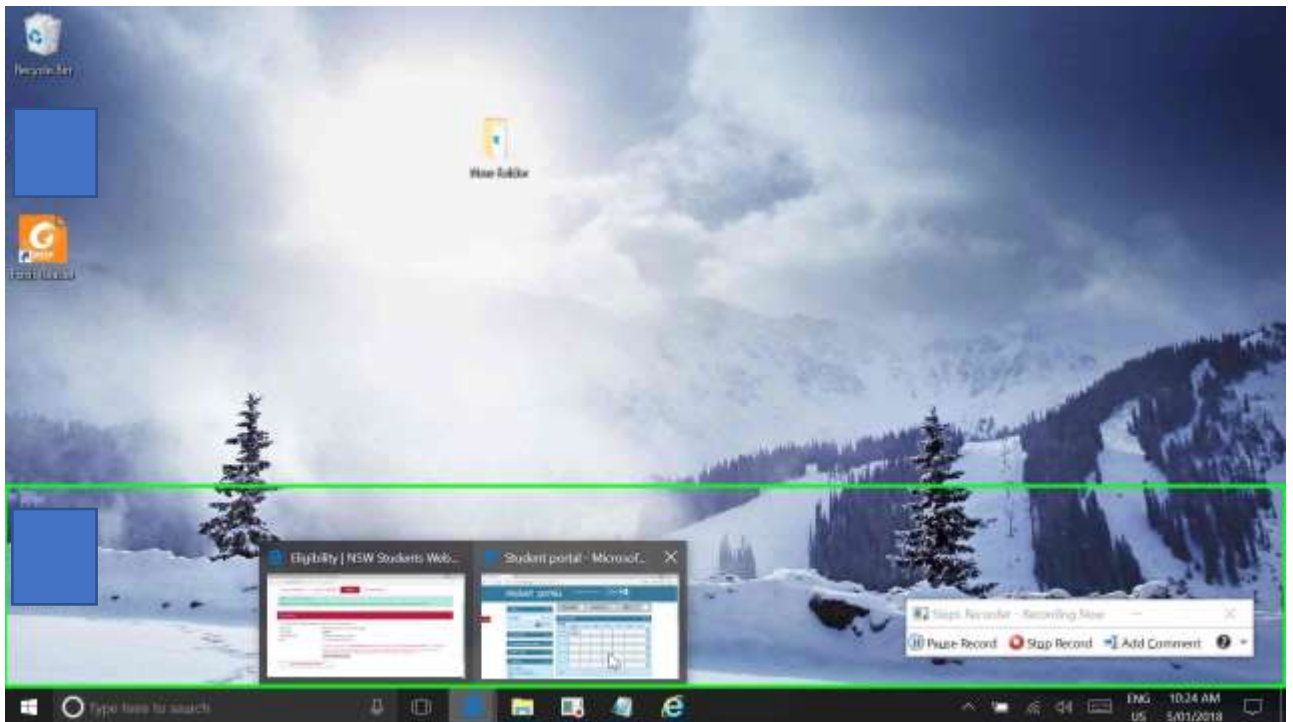 Recycle Bin
New folder
Eligibility | NSW Students Web...
Student portal - Microsof...
Steps Recorder - Recording Now
Pause Record
Stop Record
Add Comment
Type here to search
ENG
US
10:24 AM
5/01/2018